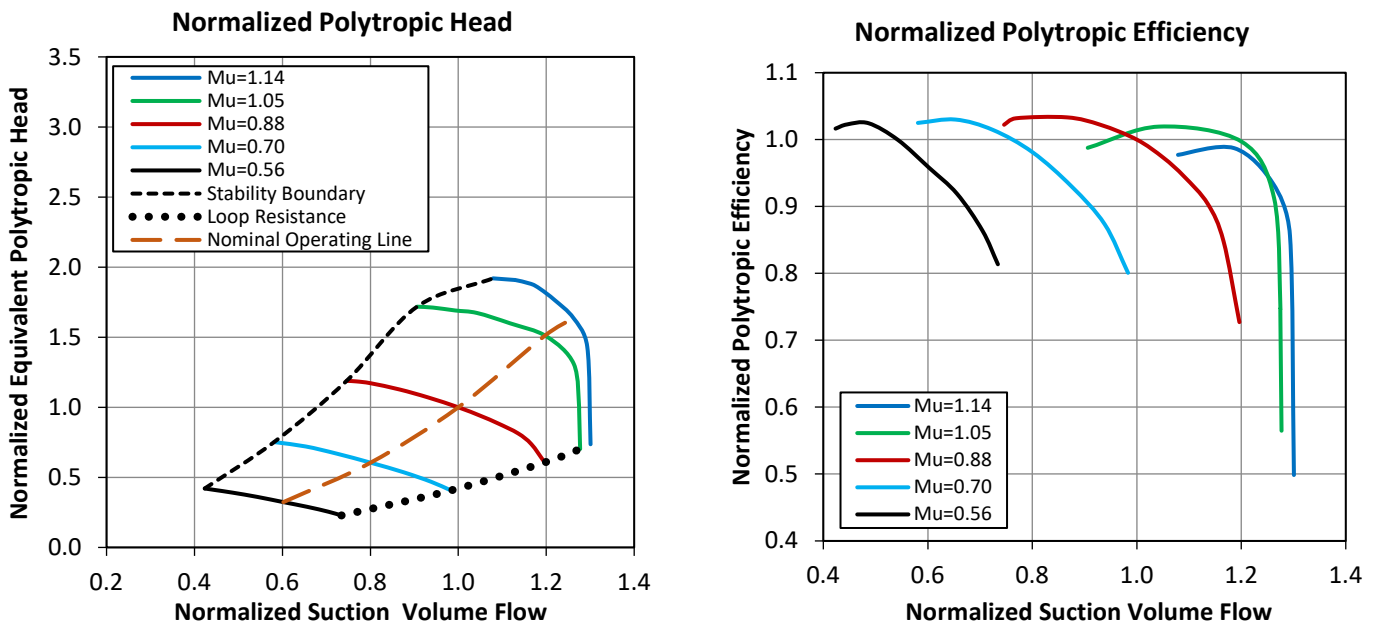 Normalized Polytropic Head
Normalized Equivalent Polytropic Head
3.5
3.0
2.5
2.0
1.5
1.0
0.5
0.0
Mu=1.14
Mu=1.05
Mu=0.88
Mu=0.70
Mu=0.56
Stability Boundary
Loop Resistance
Nominal Operating Line
0.2 0.4 0.6 0.8 1.0 1.2 1.4
Normalized Suction Volume Flow
Normalized Polytropic Efficiency
Normalized Polytropic Efficiency
1.1
1.0
0.9
0.8
0.7
0.6
0.5
0.4
Mu=1.14
Mu=1.05
Mu=0.88
Mu=0.70
Mu=0.56
0.4 0.6 0.8 1.0 1.2 1.4
Normalized Suction Volume Flow